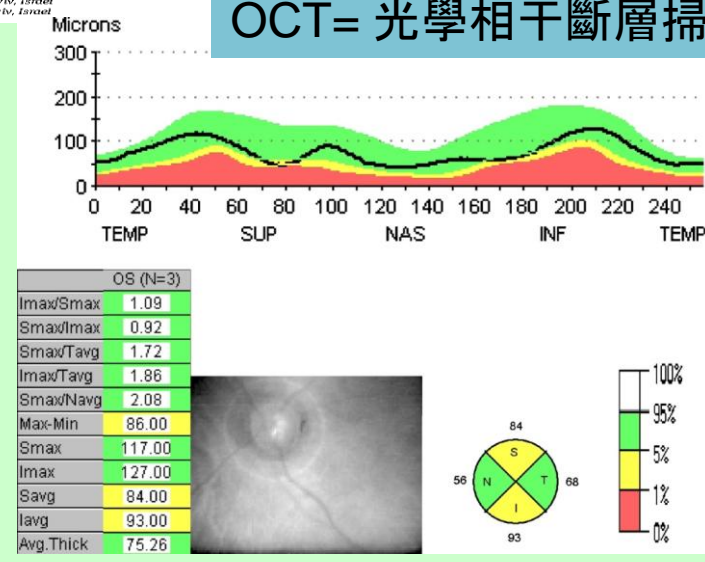 iv, Israel
OCT= 光學相干斷層掃
Microns
300
200
100
0
0 20 40 60 80 100 120 140 160 180 200 220 240
TEMP SUP NAS INF TEMP
OS (N=3)
Imax/Smax 1.09
Smax/Imax 0.92
Smax/Tavg 1.72
Imax/Tavg 1.86
Smax/Navg 2.08
Max-Min 86.00
Smax 117.00
Imax 127.00
Savg 84.00
Iavg 93.00
Avg.Thick 75.26
84
S
56 N T 68
I
93
100%
95%
5%
1%
0%